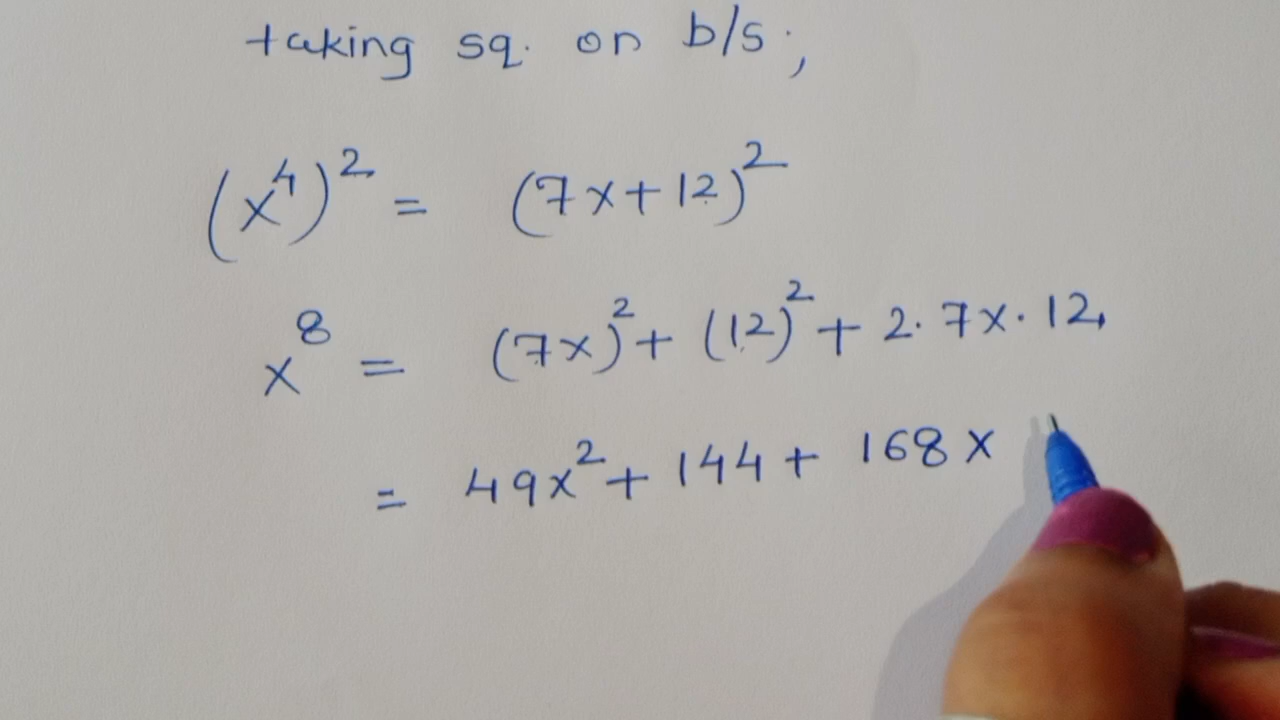 taking sq. on b/s.,
(x⁴)² = (7x+12)²
x⁸ = (7x)² + (12)² + 2.7x.12,
= 49x² + 144 + 168x